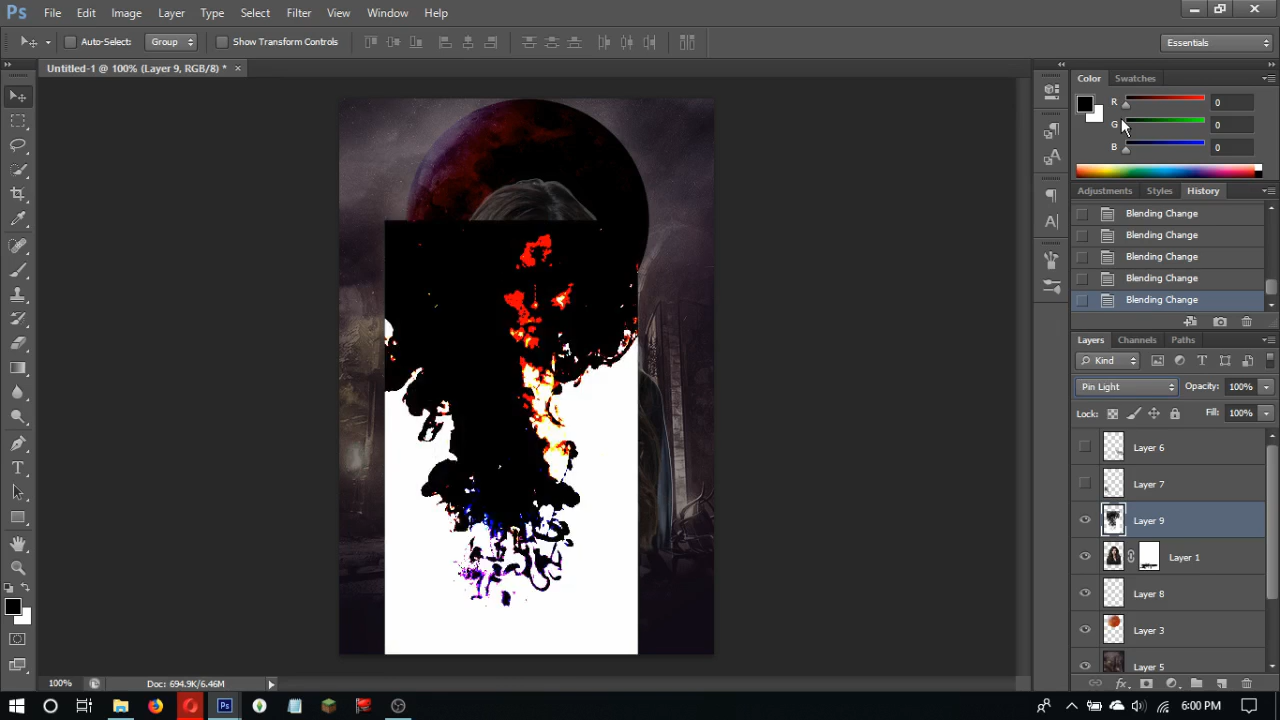 Ps File Edit Image Layer Type Select Filter View Window Help
Auto-Select: Group Show Transform Controls Essentials
Untitled-1 @ 100% (Layer 9, RGB/8) * ×
Color Swatches
R 0
G 0
B 0
Adjustments Styles History
Blending Change
Blending Change
Blending Change
Blending Change
Blending Change
Layers Channels Paths
Kind
Pin Light Opacity: 100%
Lock: Fill: 100%
Layer 6
Layer 7
Layer 9
Layer 1
Layer 8
Layer 3
Layer 5
100% Doc: 694.9K/6.46M
6:00 PM